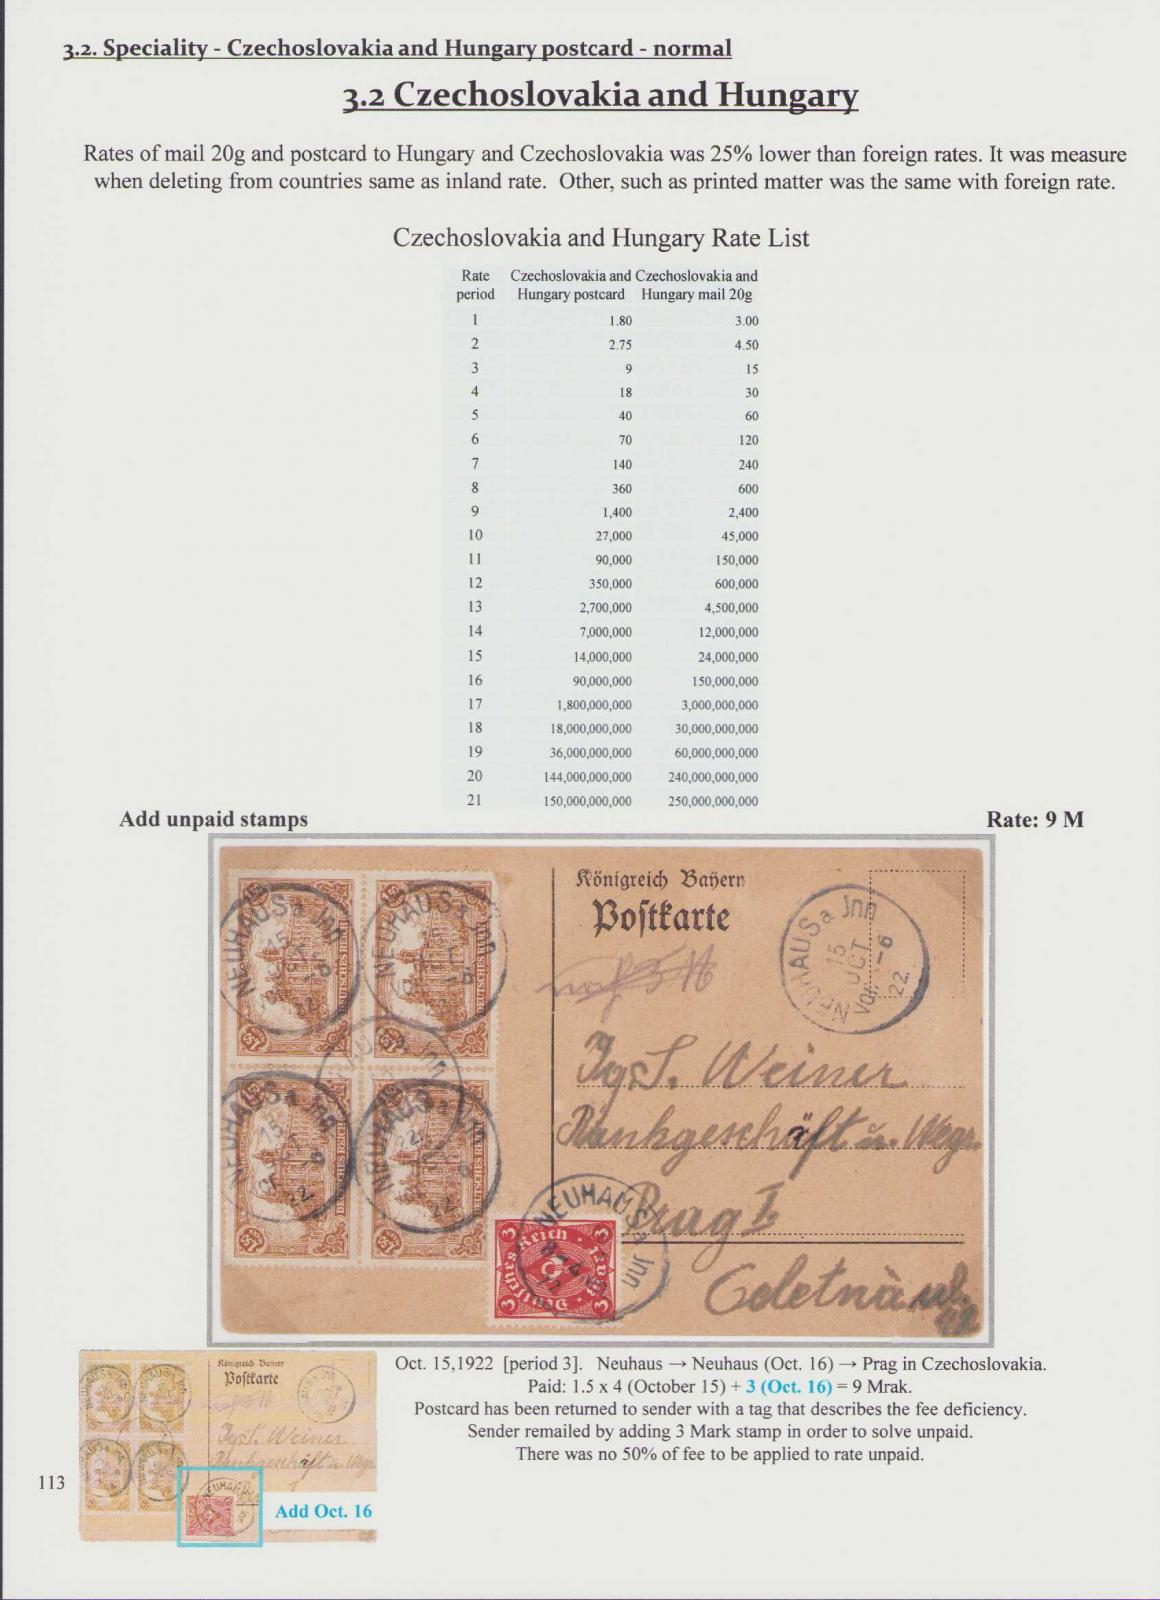 3.2. Speciality - Czechoslovakia and Hungary postcard - normal
3.2 Czechoslovakia and Hungary
Rates of mail 20g and postcard to Hungary and Czechoslovakia was 25% lower than foreign rates. It was measure
when deleting from countries same as inland rate. Other, such as printed matter was the same with foreign rate.
Czechoslovakia and Hungary Rate List
Rate period Czechoslovakia and Hungary postcard Czechoslovakia and Hungary mail 20g
1 1.80 3.00
2 2.75 4.50
3 9 15
4 18 30
5 40 60
6 70 120
7 140 240
8 360 600
9 1,400 2,400
10 27,000 45,000
11 90,000 150,000
12 350,000 600,000
13 2,700,000 4,500,000
14 7,000,000 12,000,000
15 14,000,000 24,000,000
16 90,000,000 150,000,000
17 1,800,000,000 3,000,000,000
18 18,000,000,000 30,000,000,000
19 36,000,000,000 60,000,000,000
20 144,000,000,000 240,000,000,000
21 150,000,000,000 250,000,000,000
Add unpaid stamps Rate: 9 M
Königreich Bayern
Postkarte
NEUHAUS a Jnn
15 OCT
22
DEUTSCHES REICH
Weiner
Prag I
Celetnà
NEUHAUS a Jnn
Deutsches Reich
3
Oct. 15,1922 [period 3]. Neuhaus → Neuhaus (Oct. 16) → Prag in Czechoslovakia.
Paid: 1.5 x 4 (October 15) + 3 (Oct. 16) = 9 Mrak.
Postcard has been returned to sender with a tag that describes the fee deficiency.
Sender remailed by adding 3 Mark stamp in order to solve unpaid.
There was no 50% of fee to be applied to rate unpaid.
Königreich Bayern
Postkarte
Weiner
Add Oct. 16
113